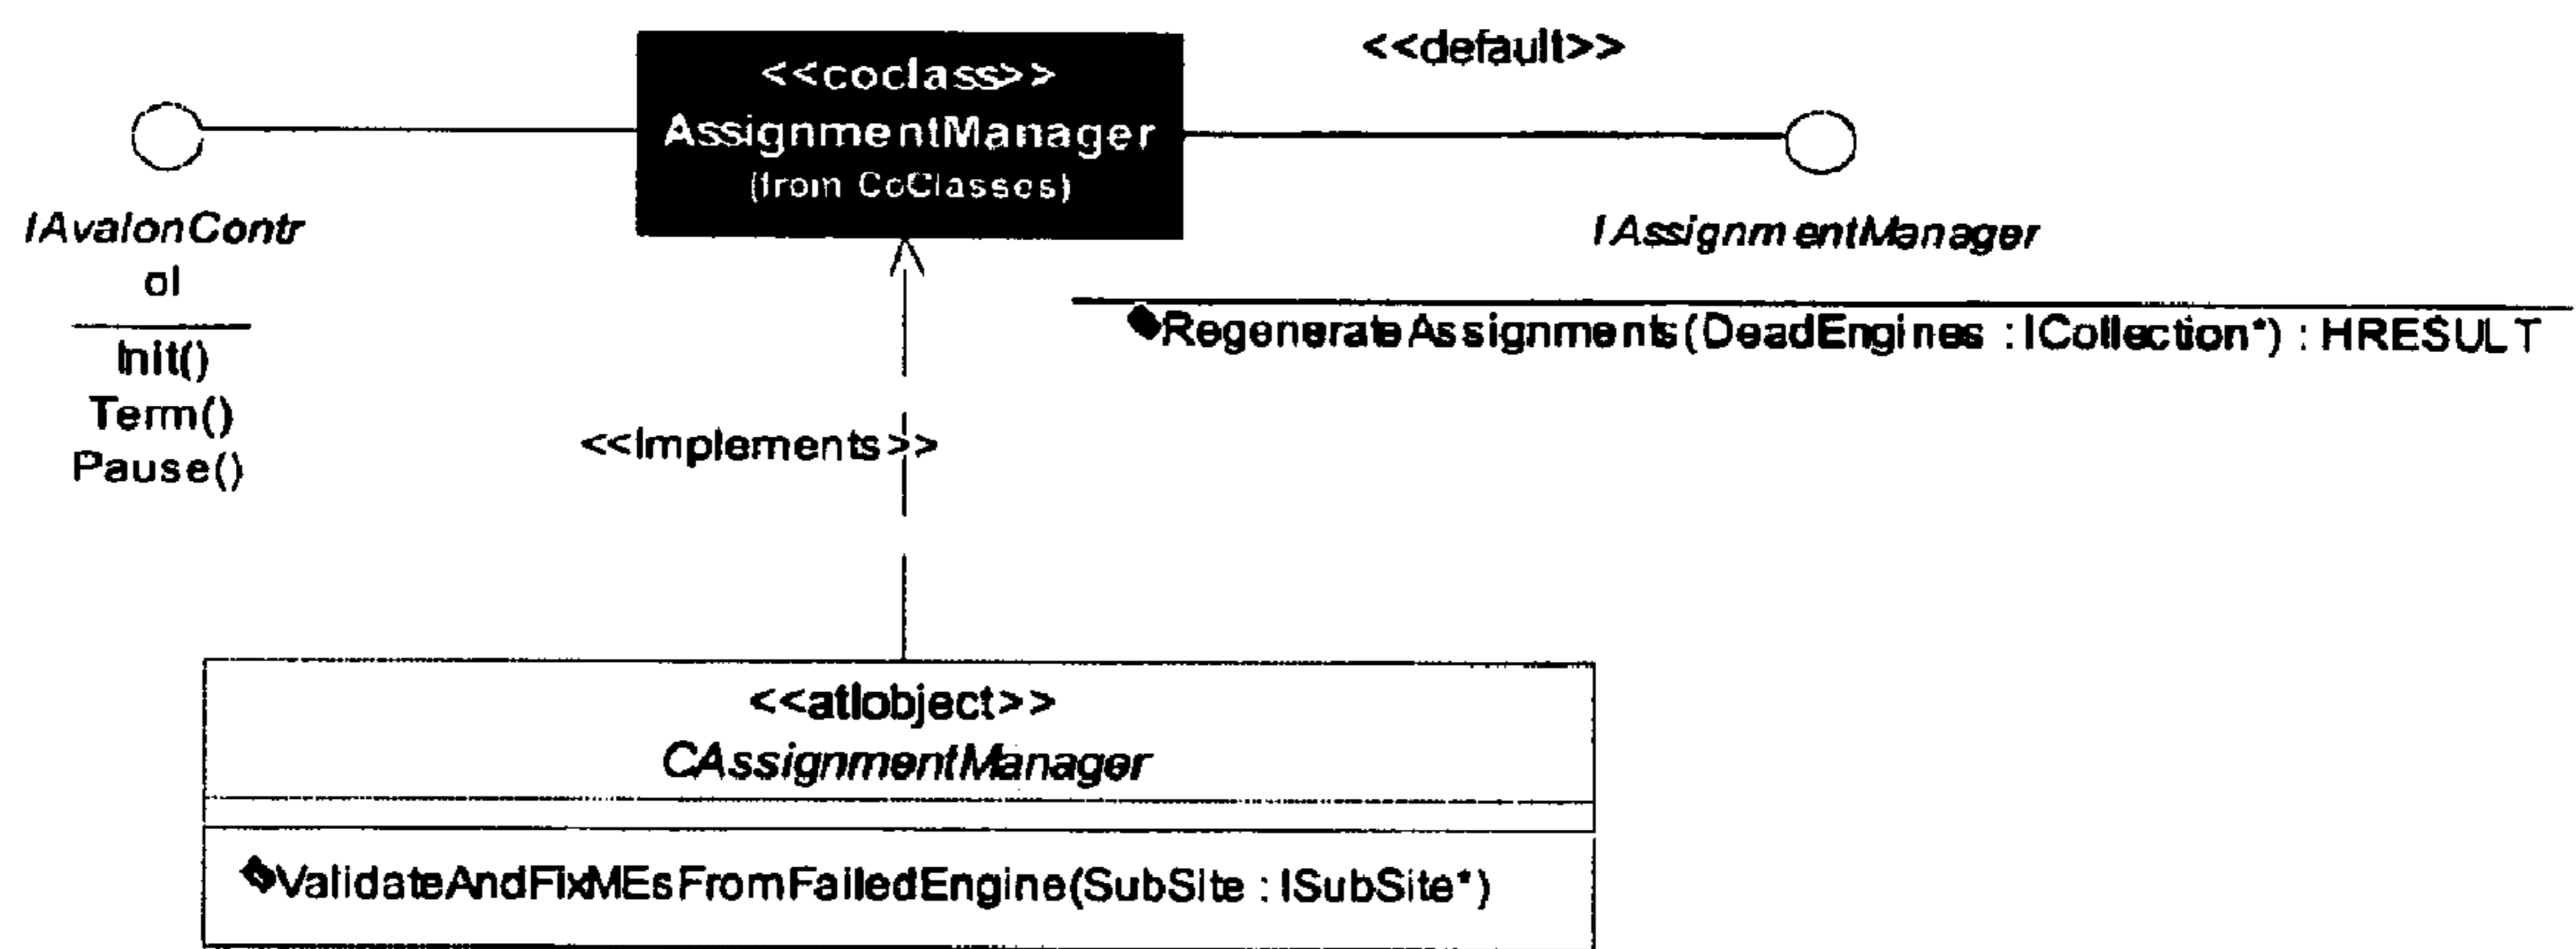 <<default>>
<<coclass>>
AssignmentManager
(from CoClasses)
IAvalonContr
ol
Init()
Term()
Pause()
IAssignmentManager
RegenerateAssignments(DeadEngines : ICollection*) : HRESULT
<<Implements>>
<<atlobject>>
CAssignmentManager
ValidateAndFixMEsFromFailedEngine(SubSite : ISubSite*)